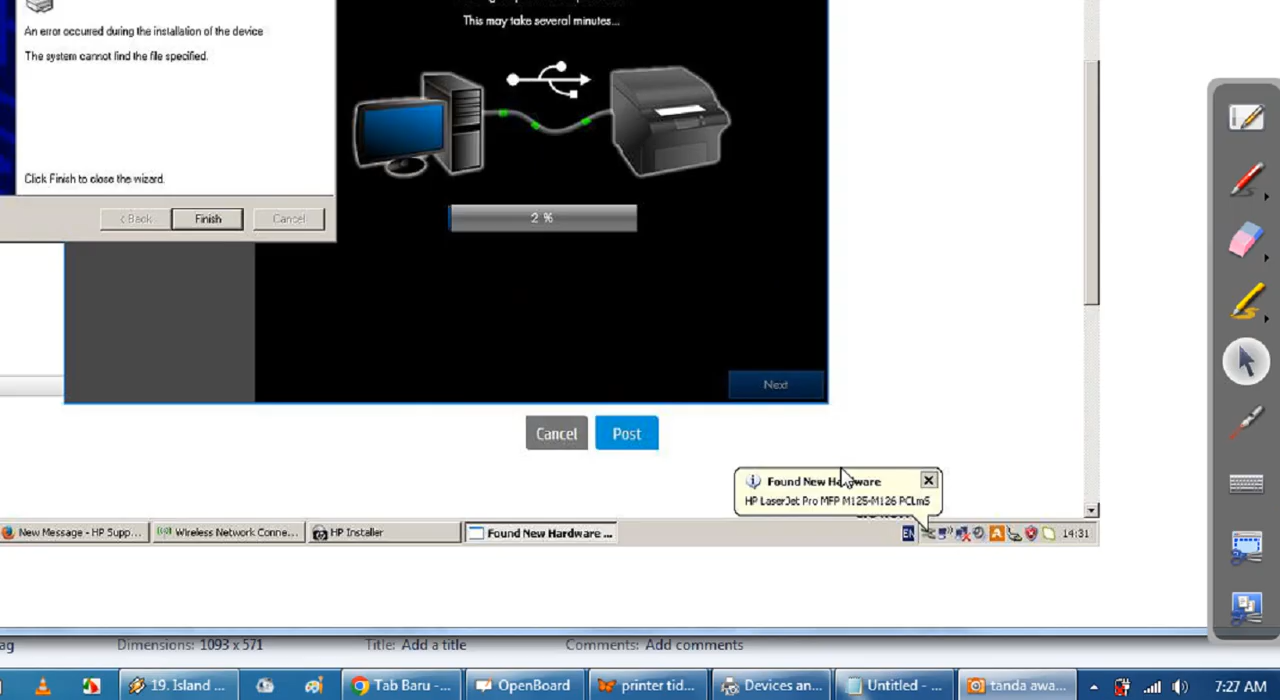 This may take several minutes...
An error occurred during the installation of the device
The system cannot find the file specified.
Click Finish to close the wizard.
< Back
Finish
Cancel
2 %
Next
Cancel
Post
Found New Hardware
HP LaserJet Pro MFP M125-M126 PCLmS
New Message - HP Supp...
Wireless Network Conne...
HP Installer
Found New Hardware ...
EN
14:31
Dimensions: 1093 x 571
Title: Add a title
Comments: Add comments
19. Island ...
Tab Baru -...
OpenBoard
printer tid...
Devices an...
Untitled - ...
tanda awa...
7:27 AM